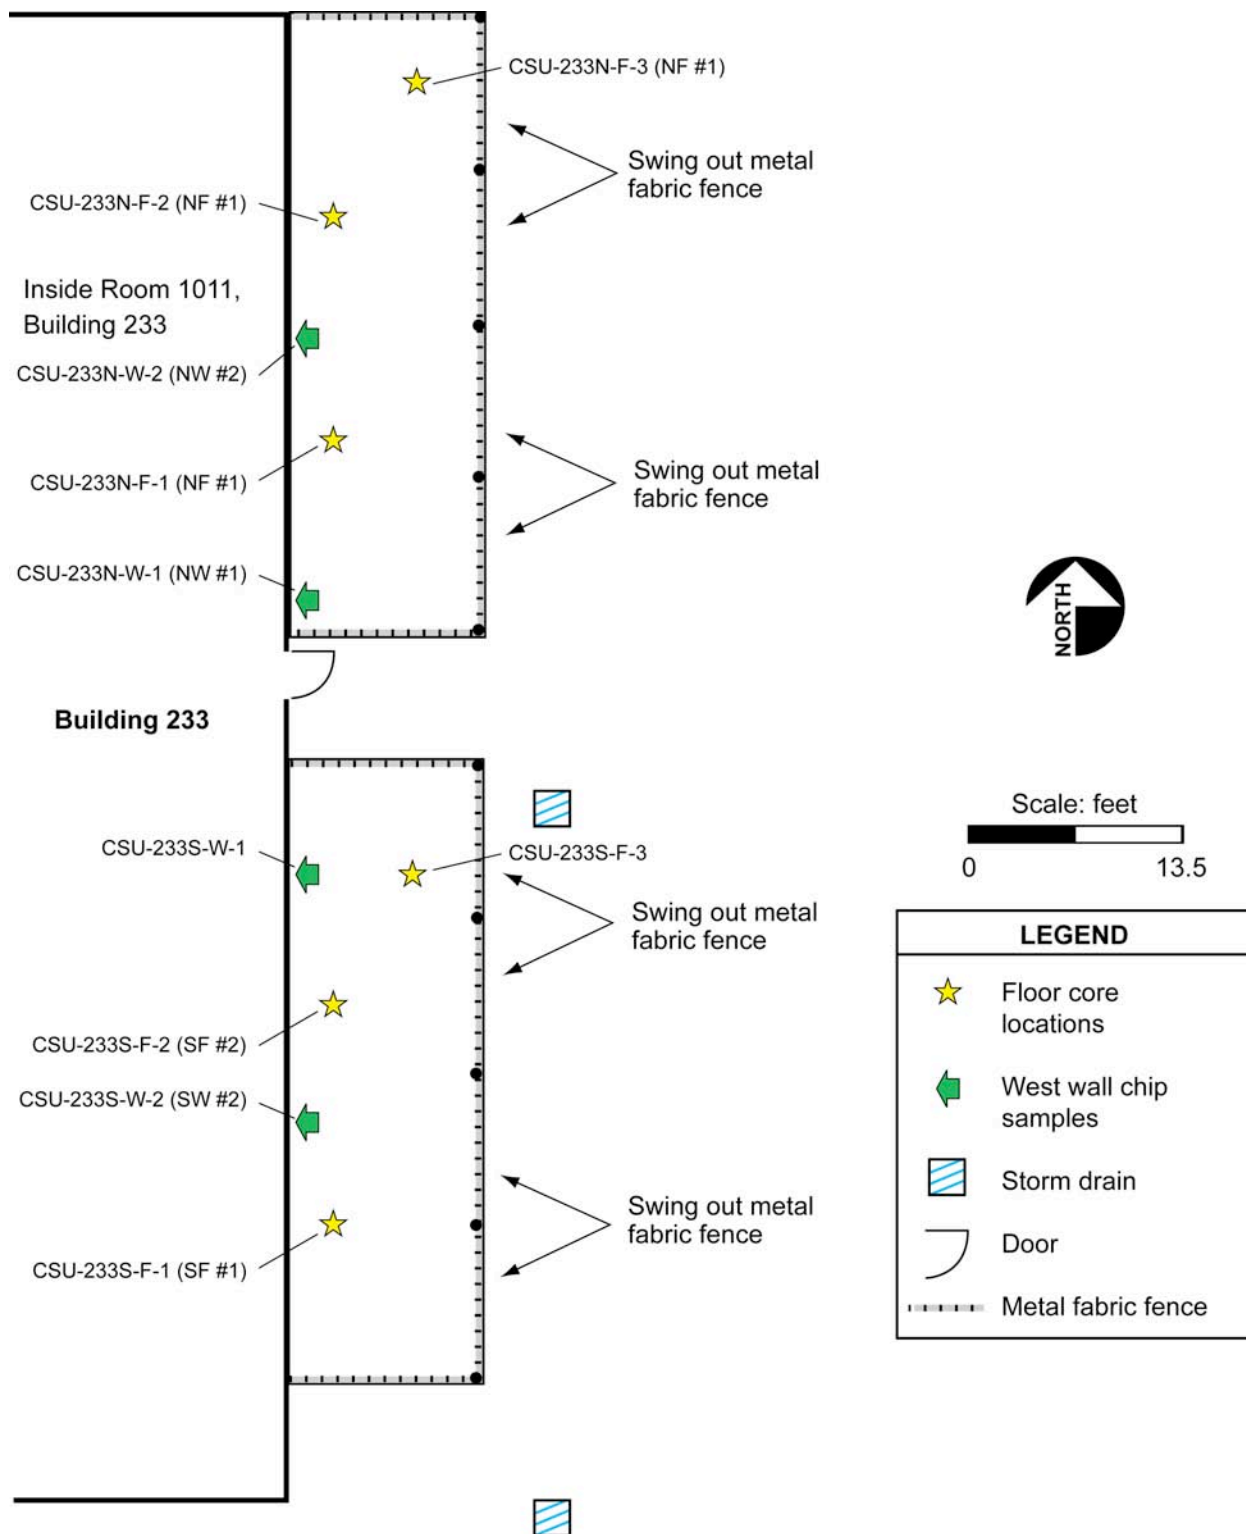 CSU-233N-F-3 (NF #1)
Swing out metal
fabric fence
CSU-233N-F-2 (NF #1)
Inside Room 1011,
Building 233
CSU-233N-W-2 (NW #2)
CSU-233N-F-1 (NF #1)
Swing out metal
fabric fence
CSU-233N-W-1 (NW #1)
NORTH
Building 233
CSU-233S-W-1
CSU-233S-F-3
Swing out metal
fabric fence
CSU-233S-F-2 (SF #2)
CSU-233S-W-2 (SW #2)
Swing out metal
fabric fence
CSU-233S-F-1 (SF #1)
Scale: feet
0 13.5
LEGEND
Floor core
locations
West wall chip
samples
Storm drain
Door
Metal fabric fence